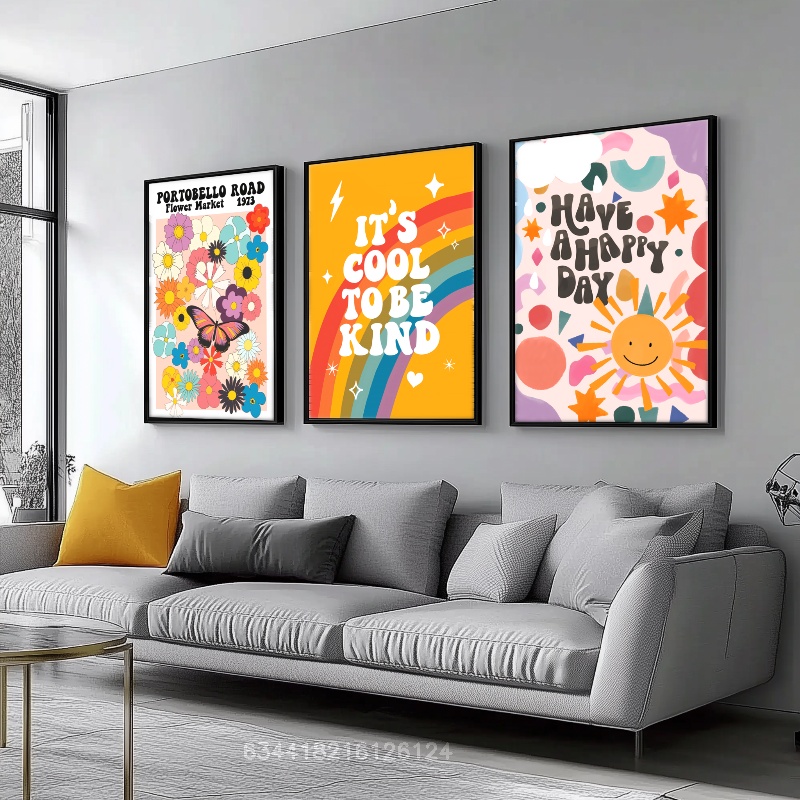 PORTOBELLO ROAD
Flower Market 1973
IT'S
COOL
TO BE
KIND
HAVE
A HAPPY
DAY
634418216126124